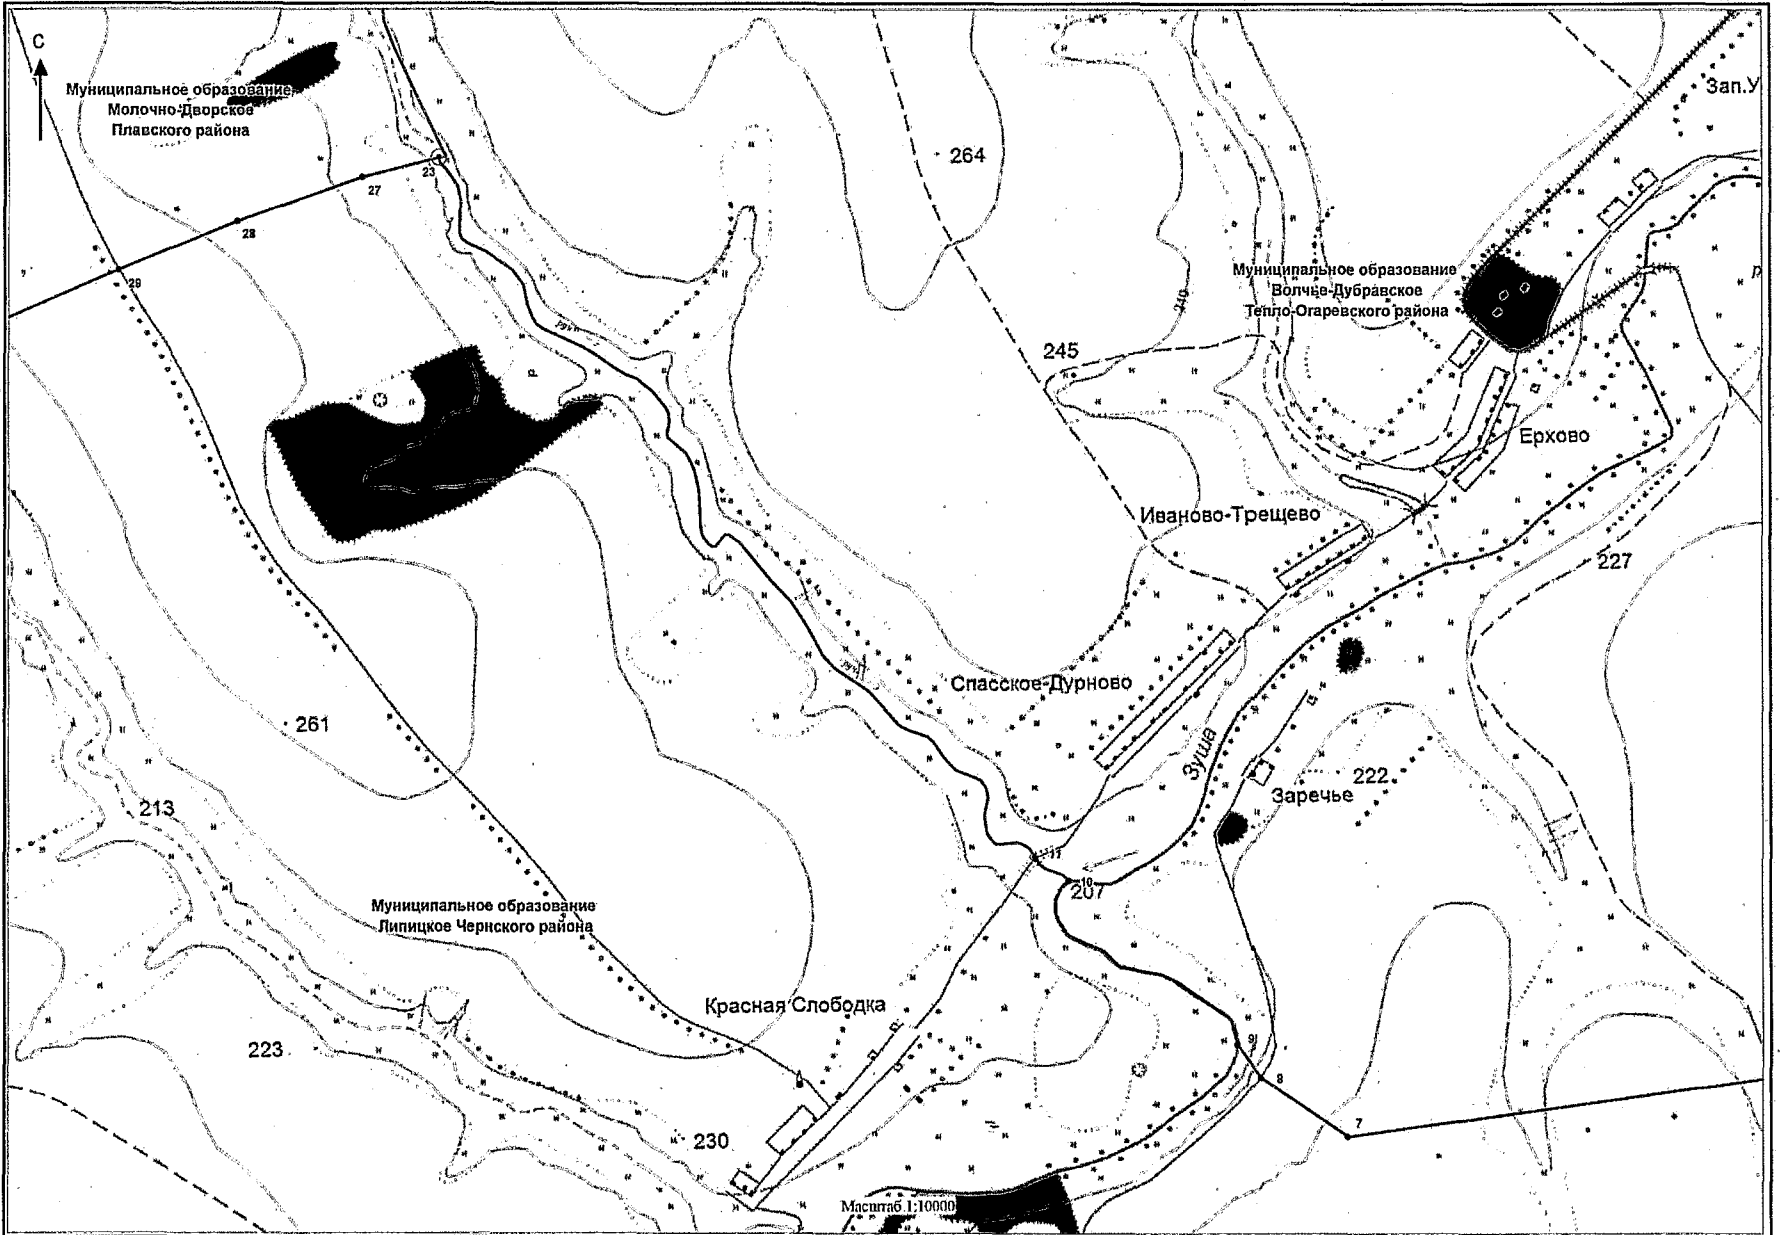 С
Муниципальное образование
Молочно-Дворское
Плавского района
Зап.У
264
23
27
28
29
Муниципальное образование
Волчье-Дубравское
Тепло-Огаревского района
р
240
245
Ерхово
Иваново-Трещево
227
Спасское-Дурново
261
Зуша
222
Заречье
213
11
10
207
Муниципальное образование
Липицкое Чернского района
Красная Слободка
223
9
8
7
230
Масштаб 1:10000